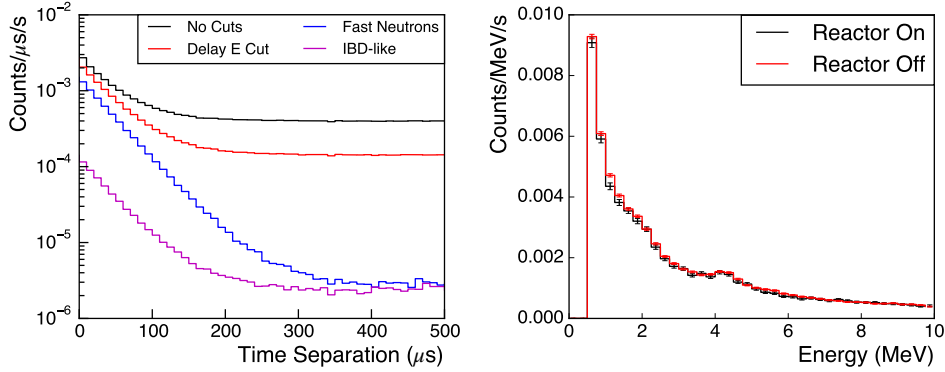 Counts/μs/s
10⁻²
10⁻³
10⁻⁴
10⁻⁵
10⁻⁶
No Cuts
Delay E Cut
Fast Neutrons
IBD-like
0 100 200 300 400 500
Time Separation (μs)
Counts/MeV/s
0.010
0.008
0.006
0.004
0.002
0.000
Reactor On
Reactor Off
0 2 4 6 8 10
Energy (MeV)